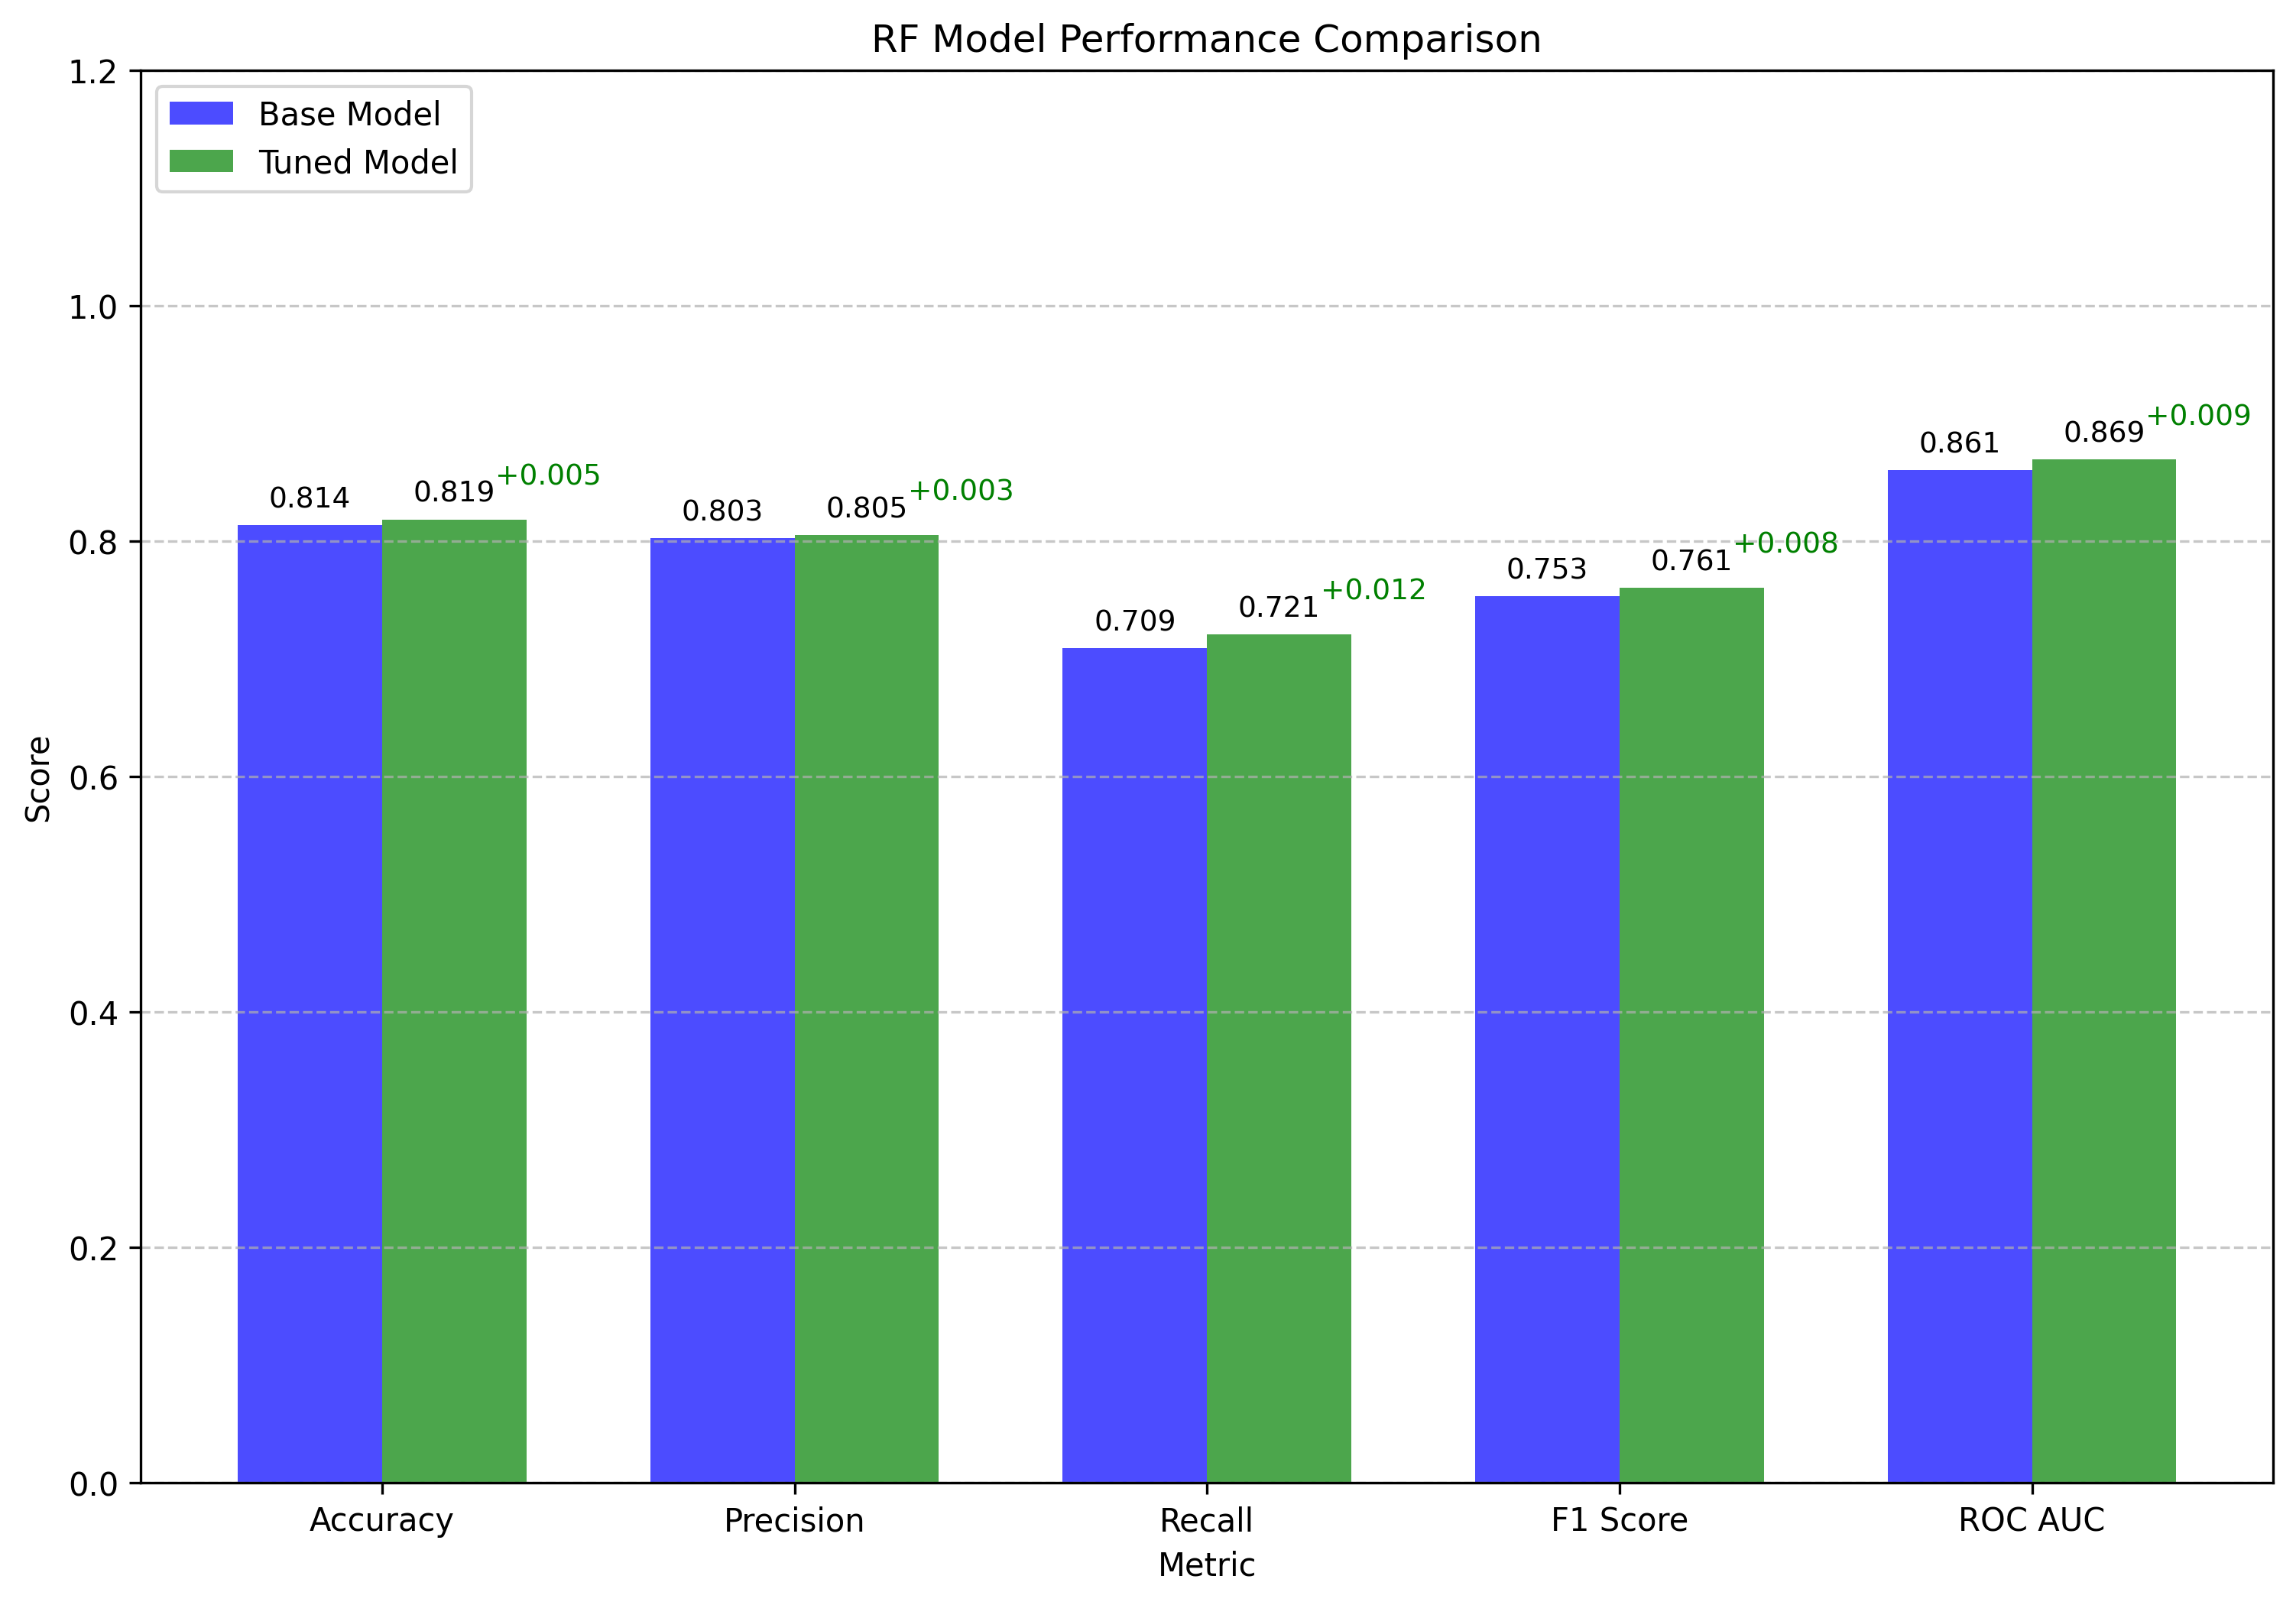 RF Model Performance Comparison
Base Model
Tuned Model
1.2
1.0
0.8
0.6
0.4
0.2
0.0
Score
0.814
0.819
+0.005
0.803
0.805
+0.003
0.709
0.721
+0.012
0.753
0.761
+0.008
0.861
0.869
+0.009
Accuracy
Precision
Recall
F1 Score
ROC AUC
Metric